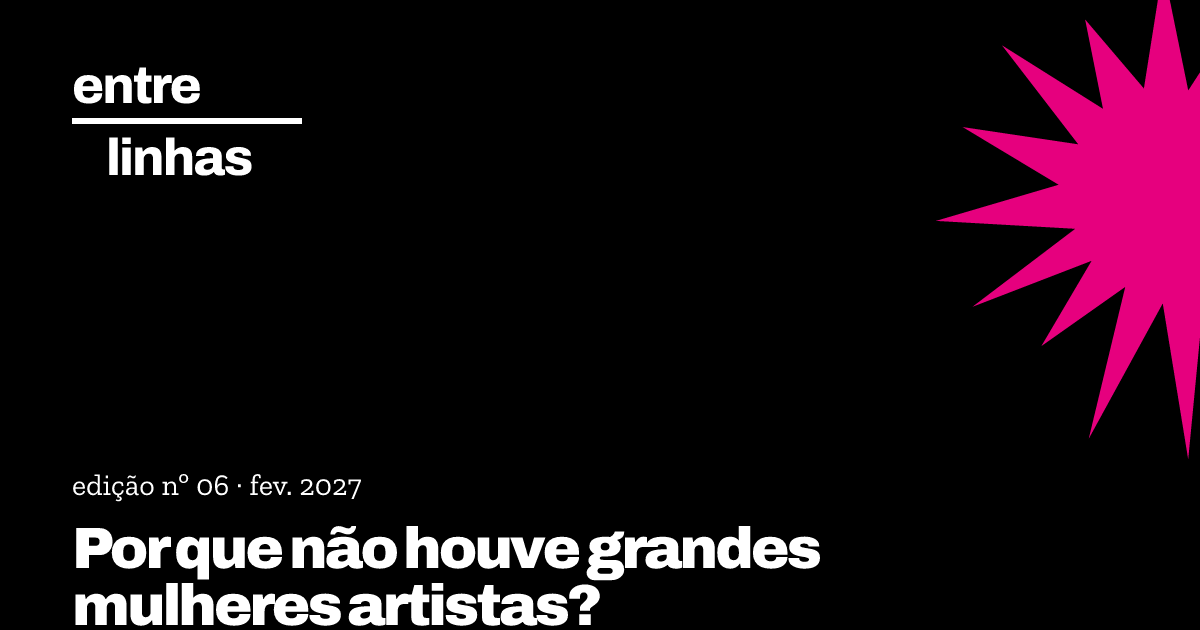 entre
linhas
edição nº 06 · fev. 2027
Por que não houve grandes
mulheres artistas?